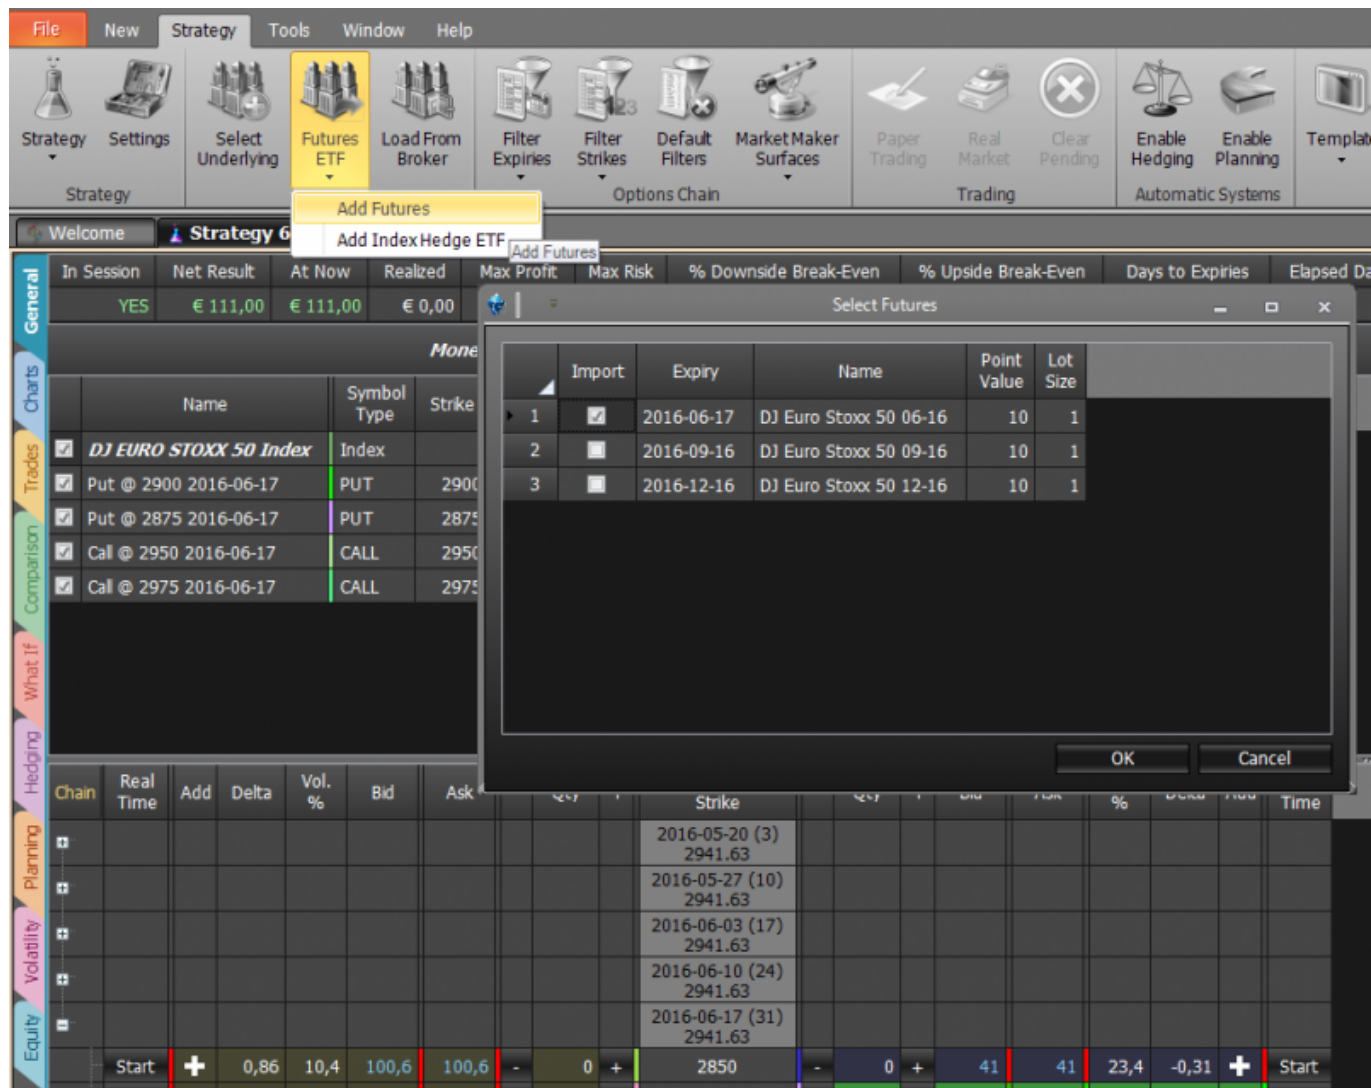 File New Strategy Tools Window Help
Strategy Settings Select Underlying Futures ETF Load From Broker Filter Expiries Filter Strikes Default Filters Market Maker Surfaces Paper Trading Real Market Clear Pending Enable Hedging Enable Planning
Strategy Options Chain Trading Automatic Systems
Add Futures
Add Index Hedge ETF
Add Futures
Welcome Strategy 6
In Session Net Result At Now Realized Max Profit Max Risk % Downside Break-Even % Upside Break-Even Days to Expiries Elapsed
YES € 111,00 € 111,00 € 0,00
Select Futures
Import Expiry Name Point Value Lot Size
1 2016-06-17 DJ Euro Stoxx 50 06-16 10 1
2 2016-09-16 DJ Euro Stoxx 50 09-16 10 1
3 2016-12-16 DJ Euro Stoxx 50 12-16 10 1
OK Cancel
Name Symbol Type Strike
DJ EURO STOXX 50 Index Index
Put @ 2900 2016-06-17 PUT 2900
Put @ 2875 2016-06-17 PUT 2875
Call @ 2950 2016-06-17 CALL 2950
Call @ 2975 2016-06-17 CALL 2975
General
Charts
Trades
Comparison
What If
Hedging
Planning
Volatility
Equity
Chain Real Time Add Delta Vol. % Bid Ask Strike % Time
2016-05-20 (3)
2941.63
2016-05-27 (10)
2941.63
2016-06-03 (17)
2941.63
2016-06-10 (24)
2941.63
2016-06-17 (31)
2941.63
Start + 0,86 10,4 100,6 100,6 - 0 + 2850 - 0 + 41 41 23,4 -0,31 + Start